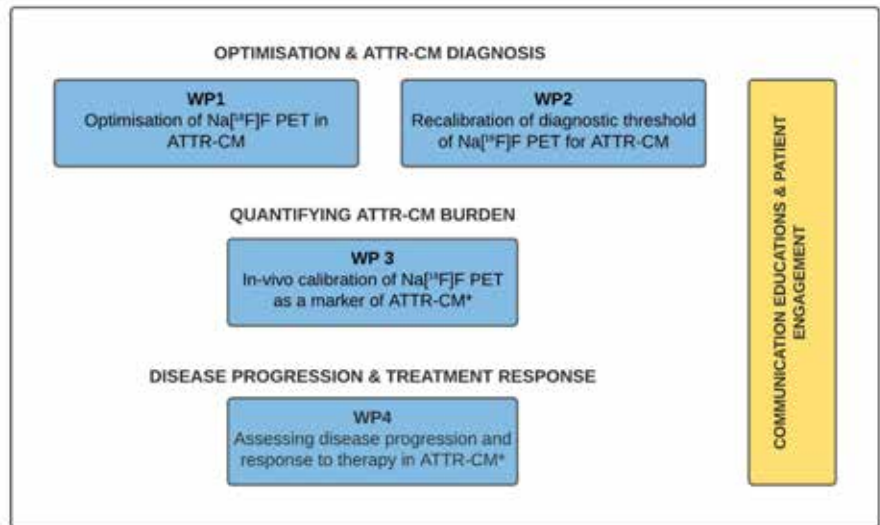 OPTIMISATION & ATTR-CM DIAGNOSIS
WP1
Optimisation of Na[¹⁸F]F PET in
ATTR-CM
WP2
Recalibration of diagnostic threshold
of Na[¹⁸F]F PET for ATTR-CM
QUANTIFYING ATTR-CM BURDEN
WP 3
In-vivo calibration of Na[¹⁸F]F PET
as a marker of ATTR-CM*
DISEASE PROGRESSION & TREATMENT RESPONSE
WP4
Assessing disease progression and
response to therapy in ATTR-CM*
COMMUNICATION EDUCATIONS & PATIENT
ENGAGEMENT